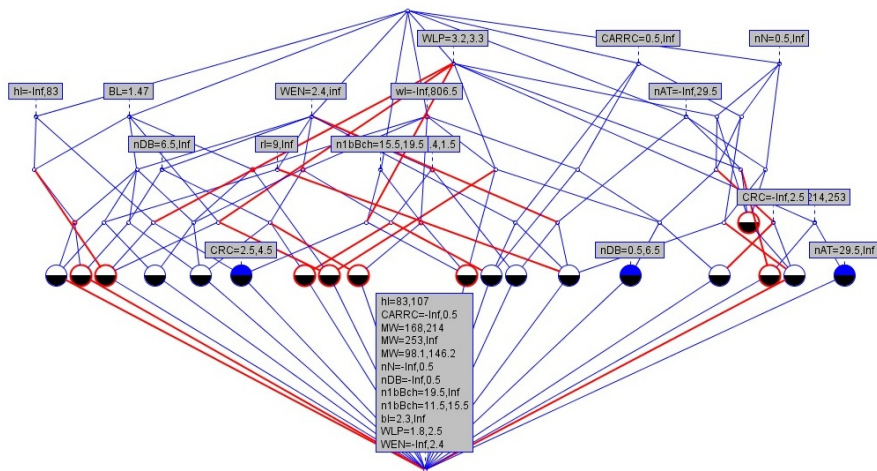 WLP=3.2,3.3
CARRC=0.5,Inf
nN=0.5,Inf
hI=-Inf,83
BL=1.47
WEN=2.4,inf
wI=-Inf,806.5
nAT=-Inf,29.5
nDB=6.5,Inf
rI=9,Inf
n1bBch=15.5,19.5
.4,1.5
CRC=-Inf,2.5
214,253
CRC=2.5,4.5
nDB=0.5,6.5
nAT=29.5,Inf
hI=83,107
CARRC=-Inf,0.5
MW=168,214
MW=253,Inf
MW=98.1,146.2
nN=-Inf,0.5
nDB=-Inf,0.5
n1bBch=19.5,Inf
n1bBch=11.5,15.5
bI=2.3,Inf
WLP=1.8,2.5
WEN=-Inf,2.4